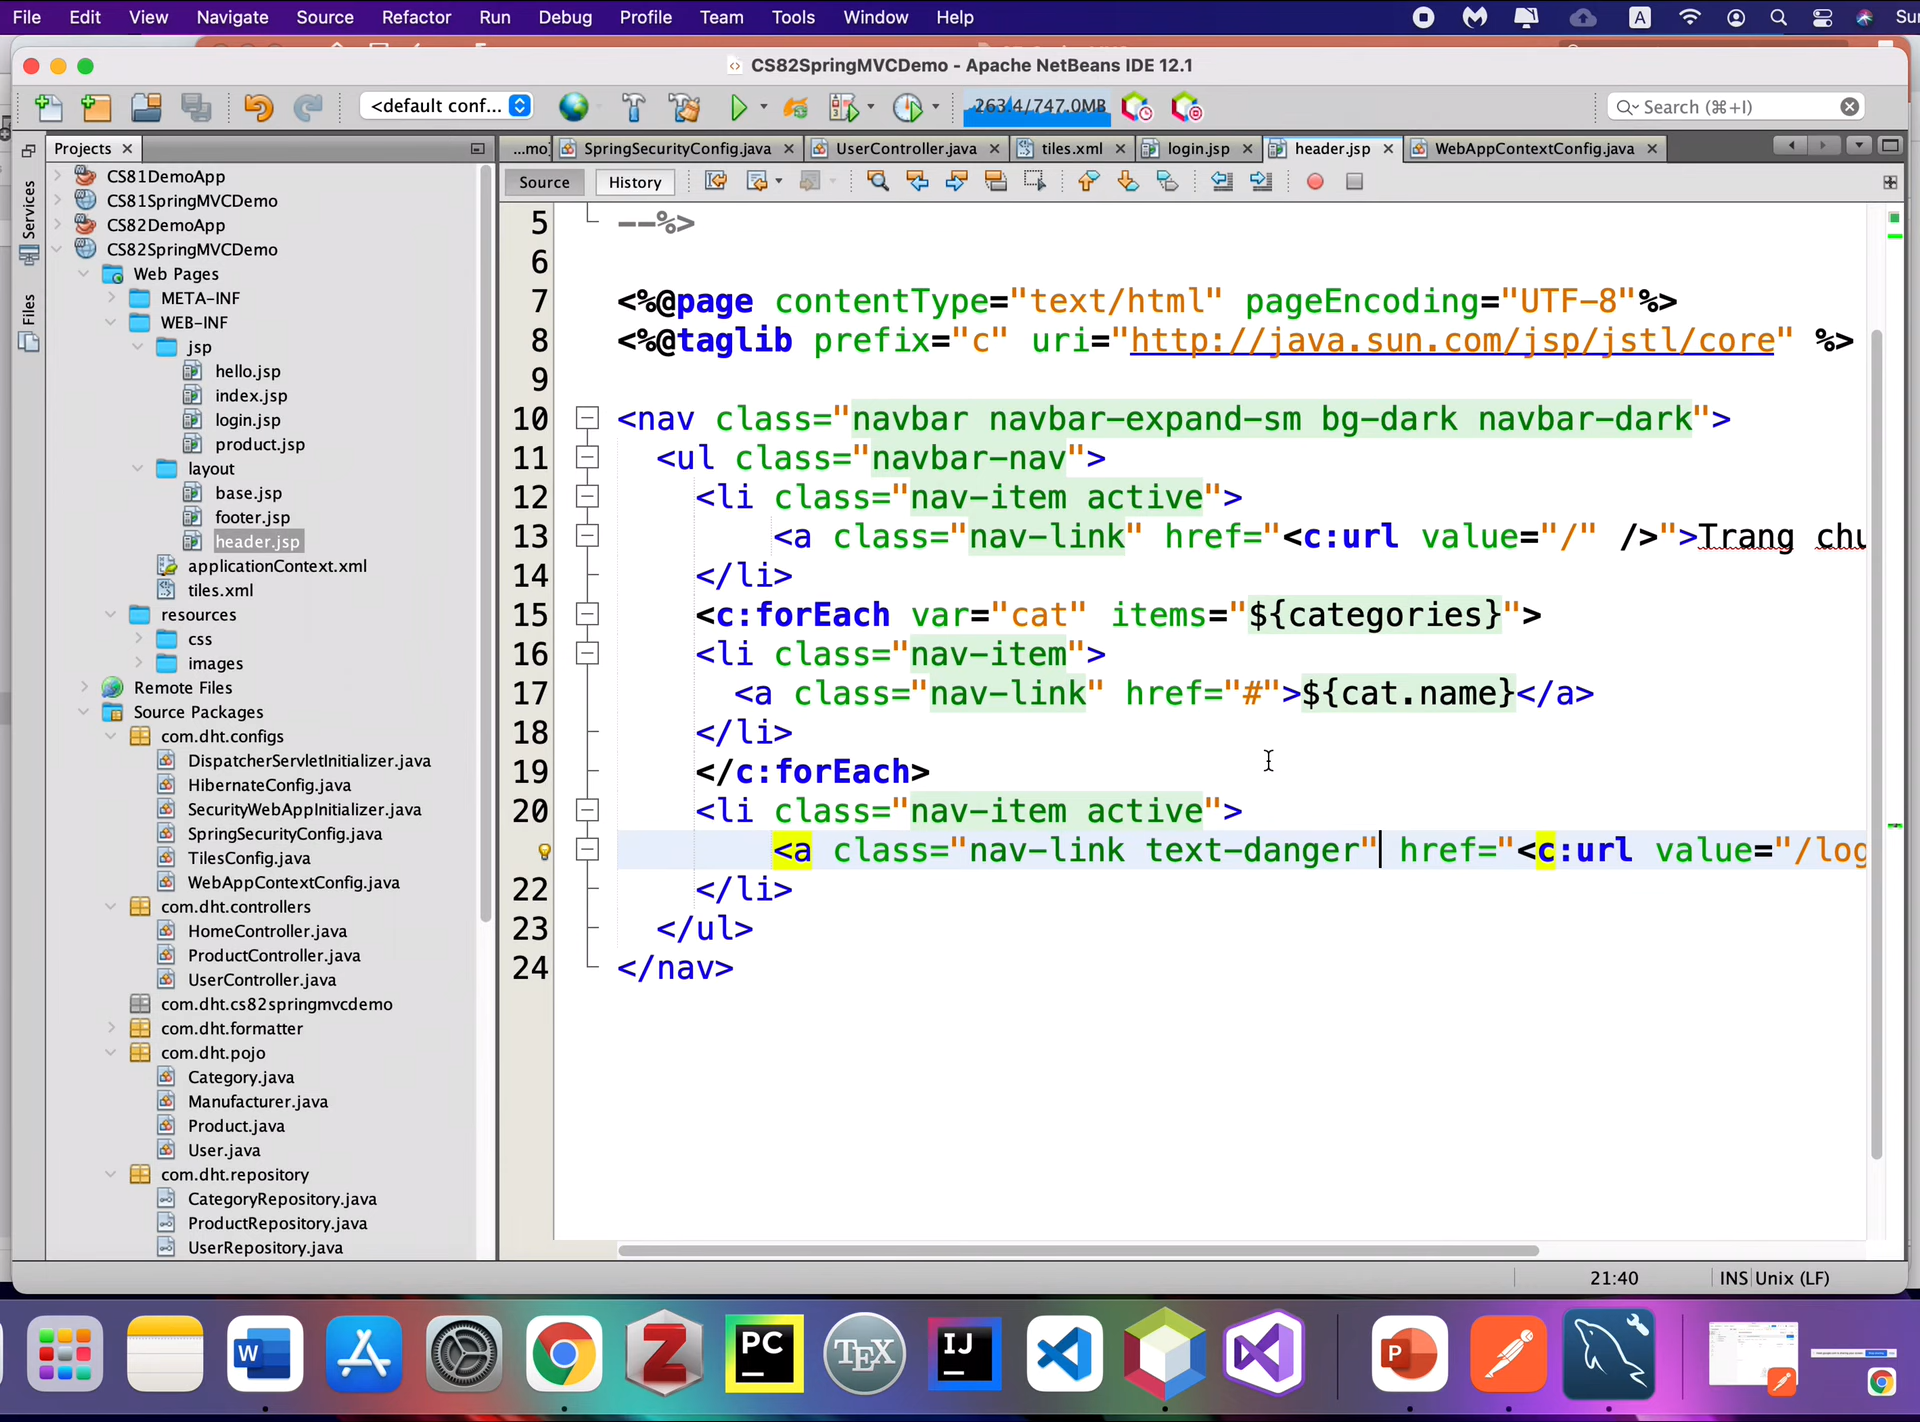 File Edit View Navigate Source Refactor Run Debug Profile Team Tools Window Help
A
CS82SpringMVCDemo - Apache NetBeans IDE 12.1
<default conf...
263.4/747.0MB
Search (⌘+I)
Projects
...mo]
SpringSecurityConfig.java
UserController.java
tiles.xml
login.jsp
header.jsp
WebAppContextConfig.java
Source
History
Services
Files
CS81DemoApp
CS81SpringMVCDemo
CS82DemoApp
CS82SpringMVCDemo
Web Pages
META-INF
WEB-INF
jsp
hello.jsp
index.jsp
login.jsp
product.jsp
layout
base.jsp
footer.jsp
header.jsp
applicationContext.xml
tiles.xml
resources
css
images
Remote Files
Source Packages
com.dht.configs
DispatcherServletInitializer.java
HibernateConfig.java
SecurityWebAppInitializer.java
SpringSecurityConfig.java
TilesConfig.java
WebAppContextConfig.java
com.dht.controllers
HomeController.java
ProductController.java
UserController.java
com.dht.cs82springmvcdemo
com.dht.formatter
com.dht.pojo
Category.java
Manufacturer.java
Product.java
User.java
com.dht.repository
CategoryRepository.java
ProductRepository.java
UserRepository.java
5 --%>
6
7 <%@page contentType="text/html" pageEncoding="UTF-8"%>
8 <%@taglib prefix="c" uri="http://java.sun.com/jsp/jstl/core" %>
9
10 <nav class="navbar navbar-expand-sm bg-dark navbar-dark">
11 <ul class="navbar-nav">
12 <li class="nav-item active">
13 <a class="nav-link" href="<c:url value="/" />">Trang
14 </li>
15 <c:forEach var="cat" items="${categories}">
16 <li class="nav-item">
17 <a class="nav-link" href="#">${cat.name}</a>
18 </li>
19 </c:forEach>
20 <li class="nav-item active">
<a class="nav-link text-danger" href="<c:url value="/log
22 </li>
23 </ul>
24 </nav>
21:40
INS Unix (LF)
W
Z
PC
TEX
IJ
P